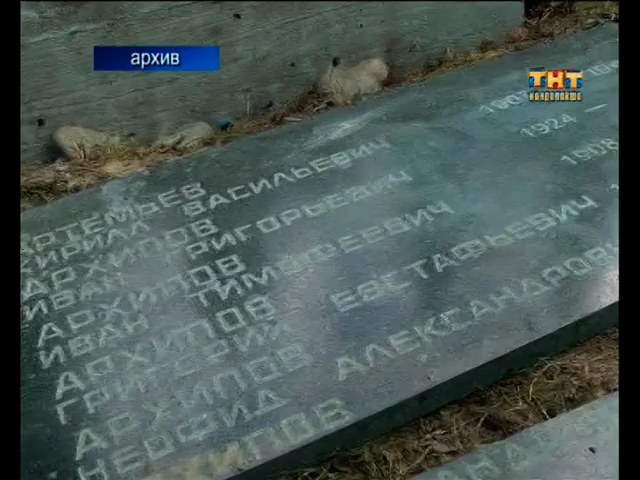 архив
ТНТ
АРТЕМЬЕВ
КИРИЛЛ ВАСИЛЬЕВИЧ
АРХИПОВ
ИВАН ГРИГОРЬЕВИЧ
1924 —
АРХИПОВ
ИВАН ТИМОФЕЕВИЧ
1908
АРХИПОВ
ГРИГОРИЙ ЕВСТАФЬЕВИЧ
АРХИПОВ
НЕОФИД АЛЕКСАНДРОВИЧ